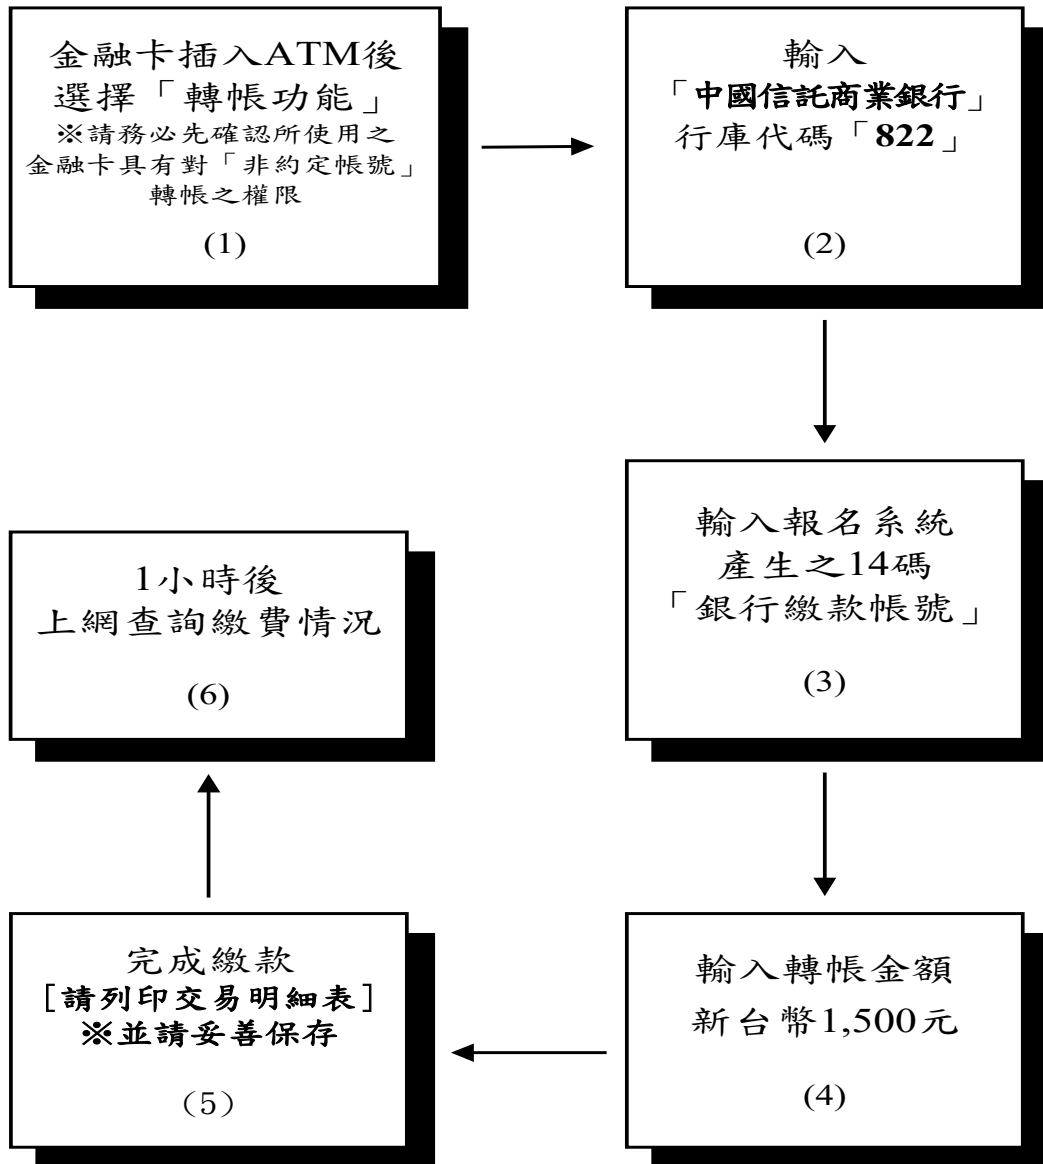 金融卡插入ATM後
選擇「轉帳功能」
※請務必先確認所使用之
金融卡具有對「非約定帳號」
轉帳之權限
(1)
輸入
「中國信託商業銀行」
行庫代碼「822」
(2)
輸入報名系統
產生之14碼
「銀行繳款帳號」
(3)
輸入轉帳金額
新台幣1,500元
(4)
完成繳款
[請列印交易明細表]
※並請妥善保存
(5)
1小時後
上網查詢繳費情況
(6)